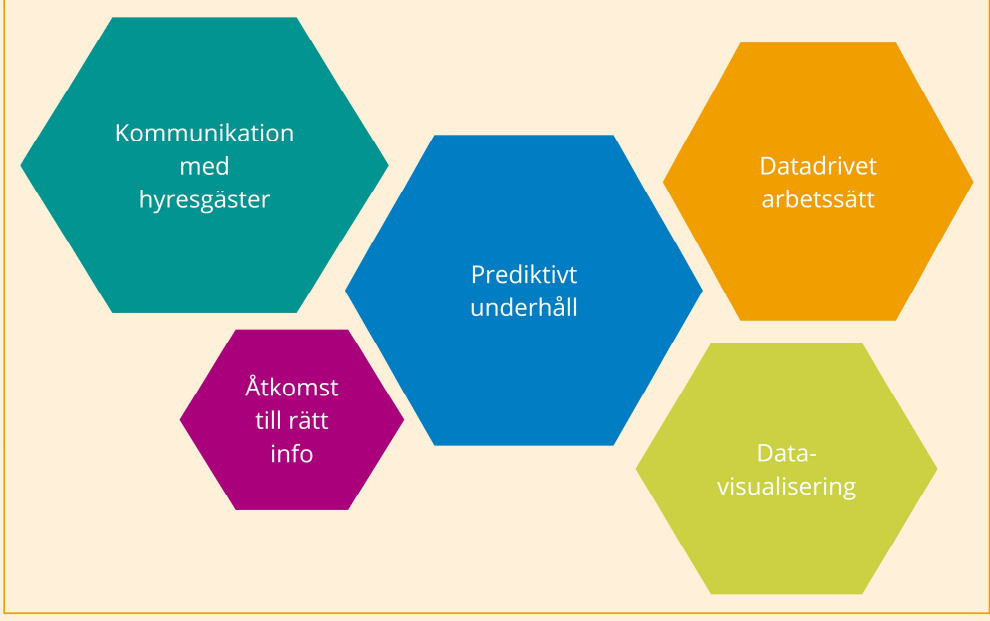 Kommunikation
med
hyresgäster
Prediktivt
underhåll
Datadrivet
arbetssätt
Åtkomst
till rätt
info
Data-
visualisering